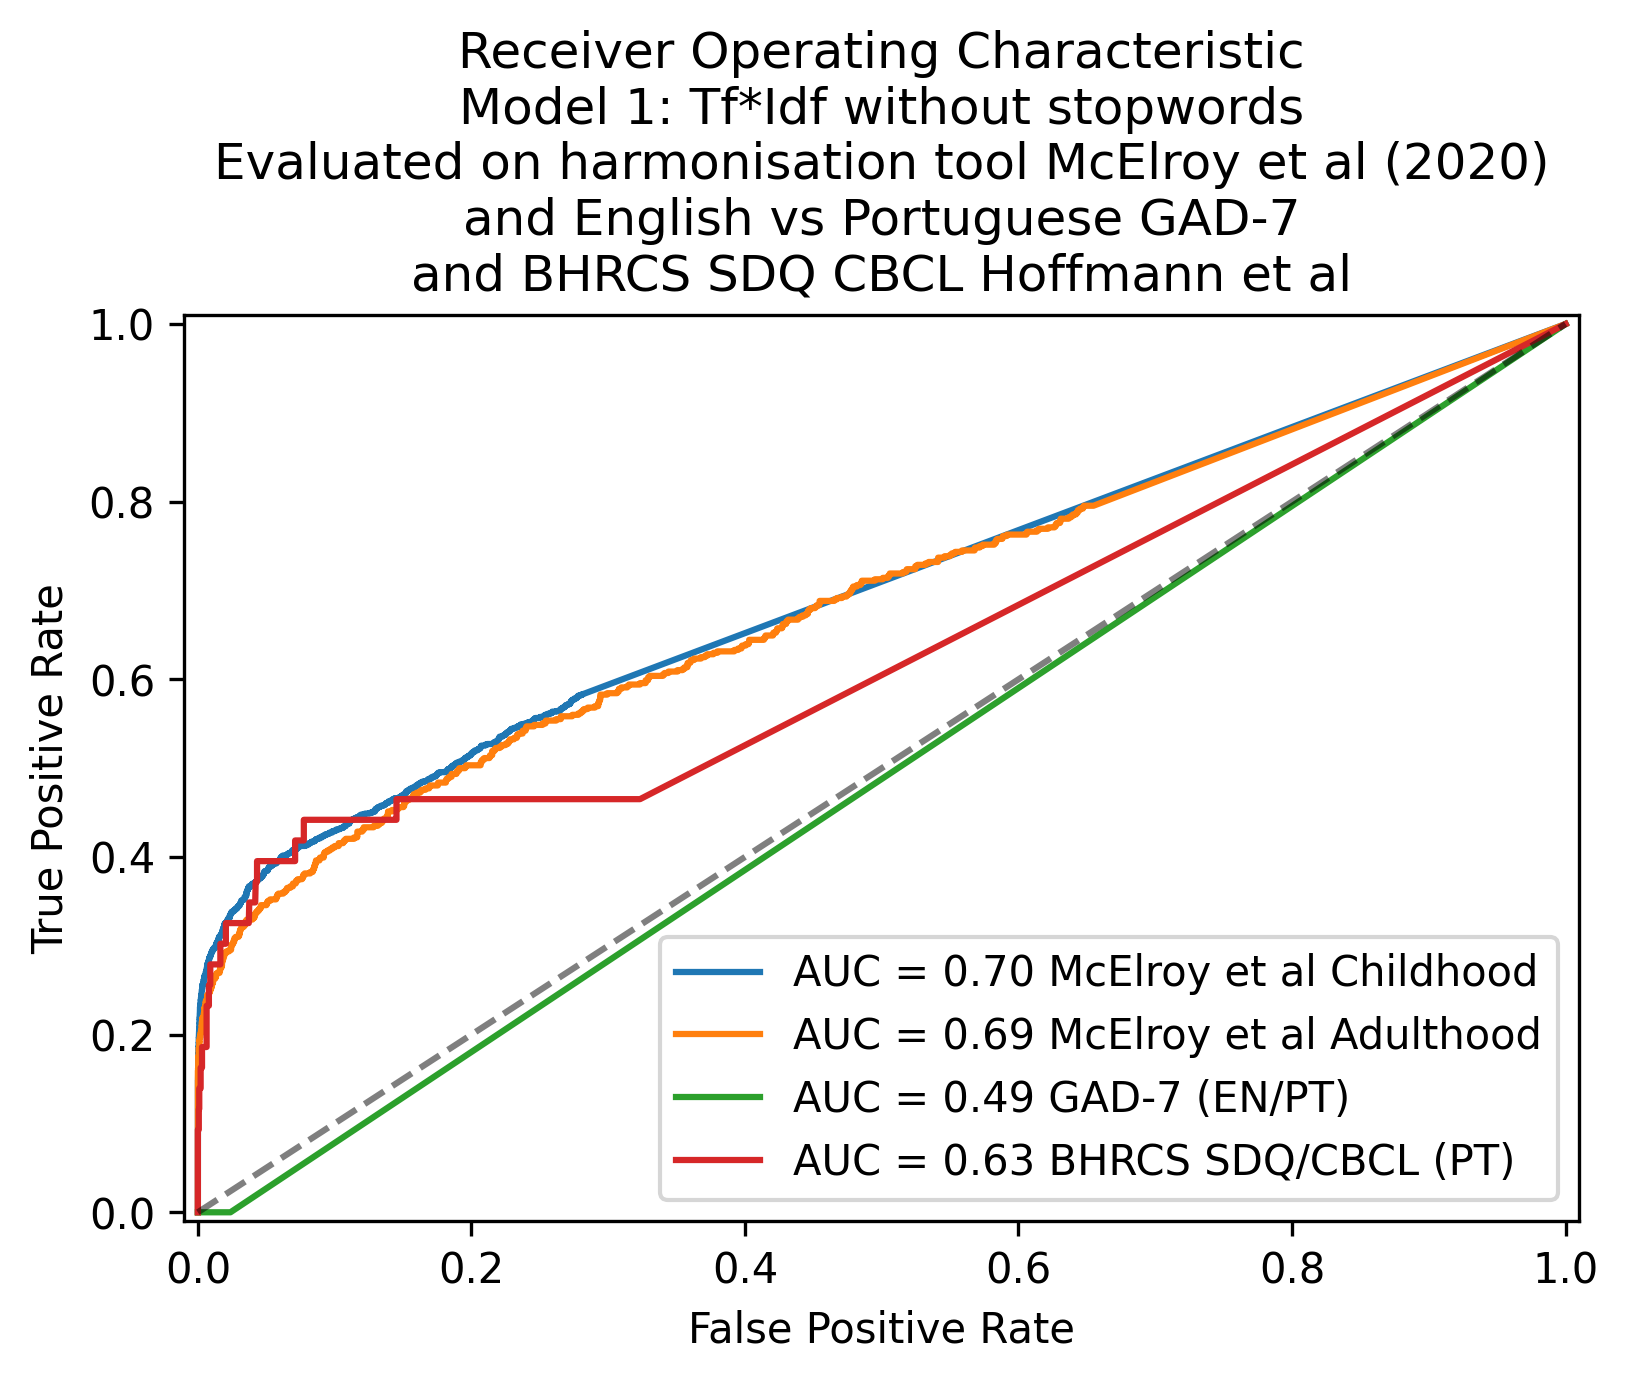 Receiver Operating Characteristic
Model 1: Tf*Idf without stopwords
Evaluated on harmonisation tool McElroy et al (2020)
and English vs Portuguese GAD-7
and BHRCS SDQ CBCL Hoffmann et al
1.0
0.8
0.6
0.4
0.2
0.0
True Positive Rate
AUC = 0.70 McElroy et al Childhood
AUC = 0.69 McElroy et al Adulthood
AUC = 0.49 GAD-7 (EN/PT)
AUC = 0.63 BHRCS SDQ/CBCL (PT)
0.0 0.2 0.4 0.6 0.8 1.0
False Positive Rate